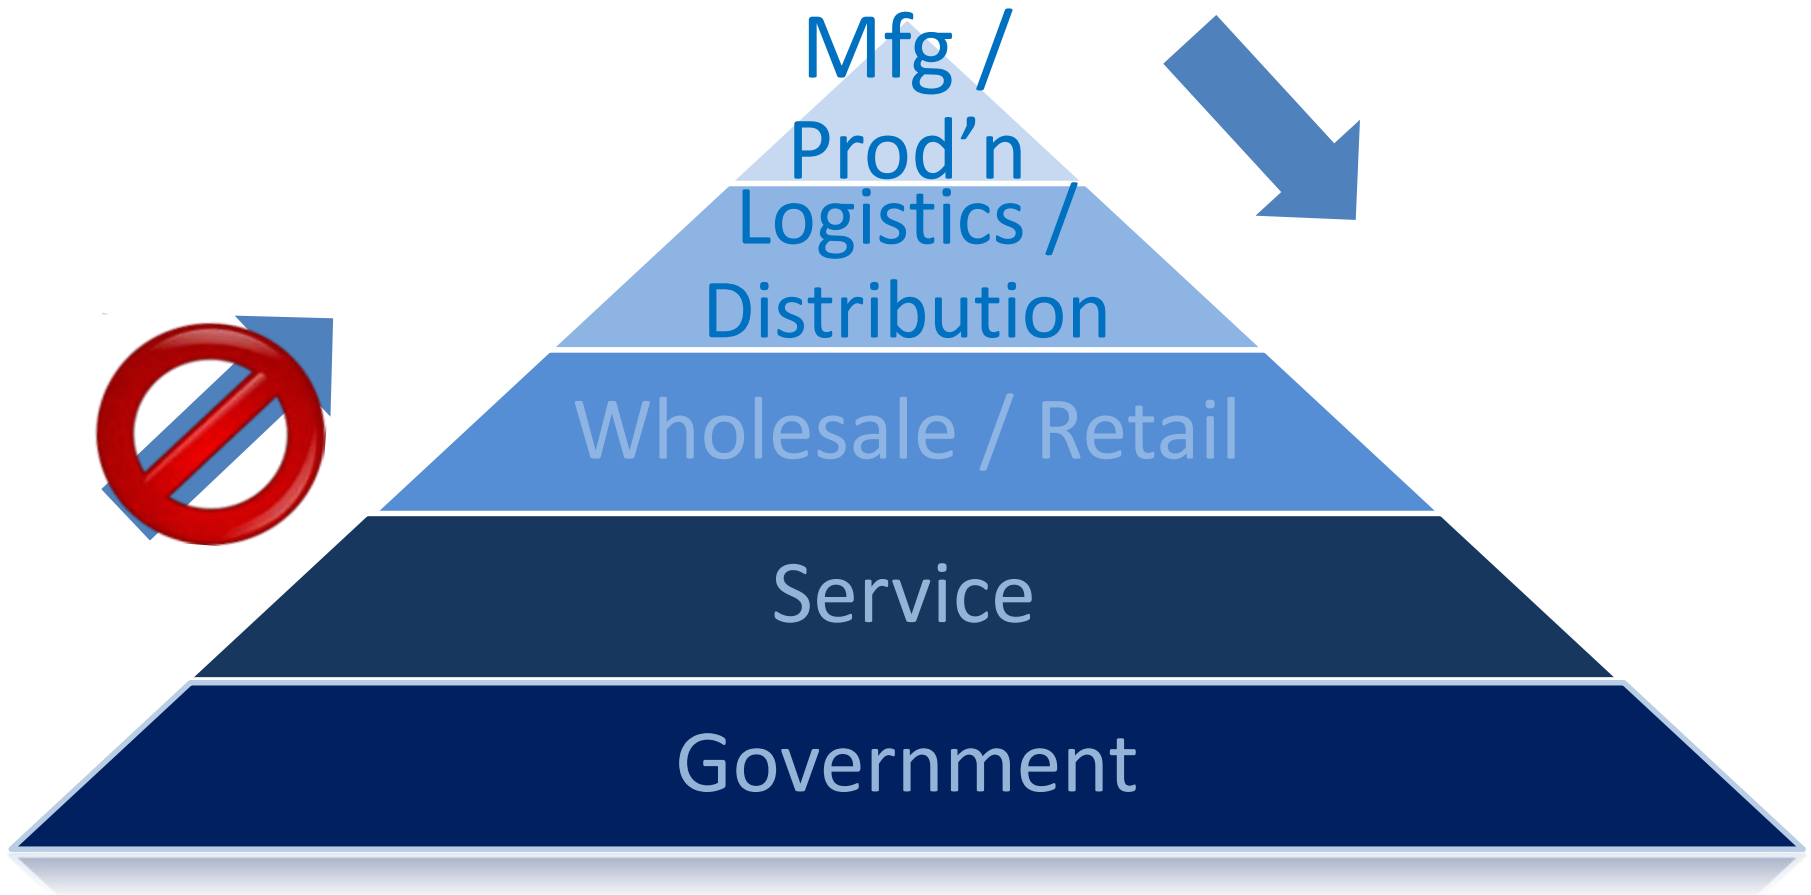 Mfg /
Prod’n
Logistics /
Distribution
Wholesale / Retail
Service
Government